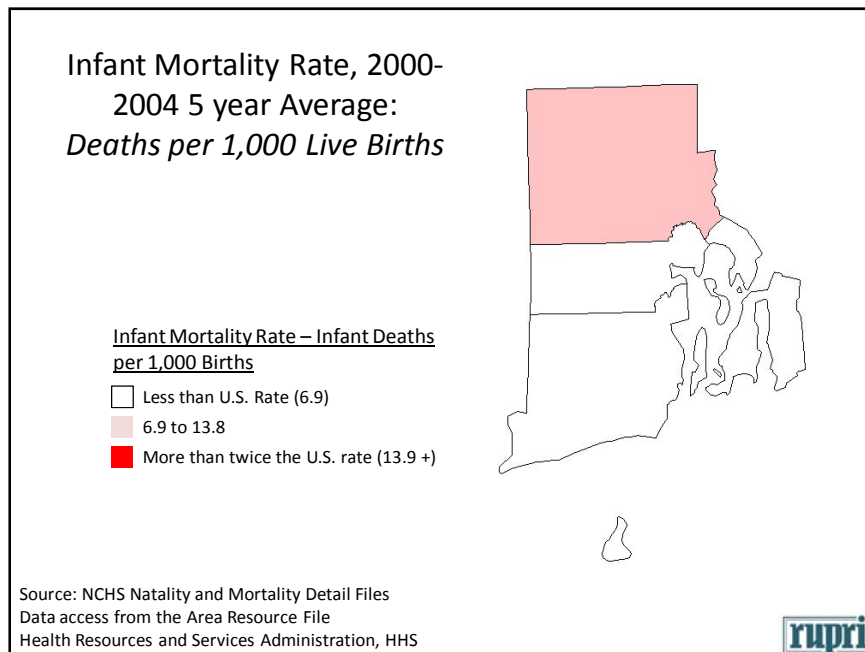 Infant Mortality Rate, 2000-
2004 5 year Average:
Deaths per 1,000 Live Births
Infant Mortality Rate – Infant Deaths
per 1,000 Births
Less than U.S. Rate (6.9)
6.9 to 13.8
More than twice the U.S. rate (13.9 +)
Source: NCHS Natality and Mortality Detail Files
Data access from the Area Resource File
Health Resources and Services Administration, HHS
rupri